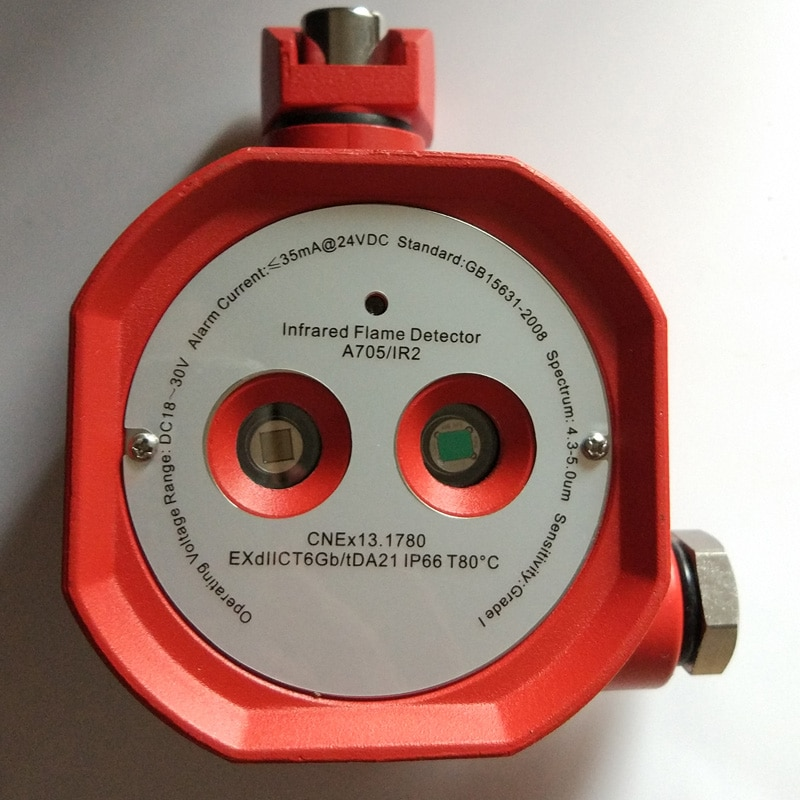 Operating Voltage Range: DC18~30V Alarm Current:≤35mA@24VDC Standard:GB15631-2008 Spectrum: 4.3-5.0um Sensitivity:Grade I
Infrared Flame Detector
A705/IR2
CNEx13.1780
EXdIICT6Gb/tDA21 IP66 T80°C